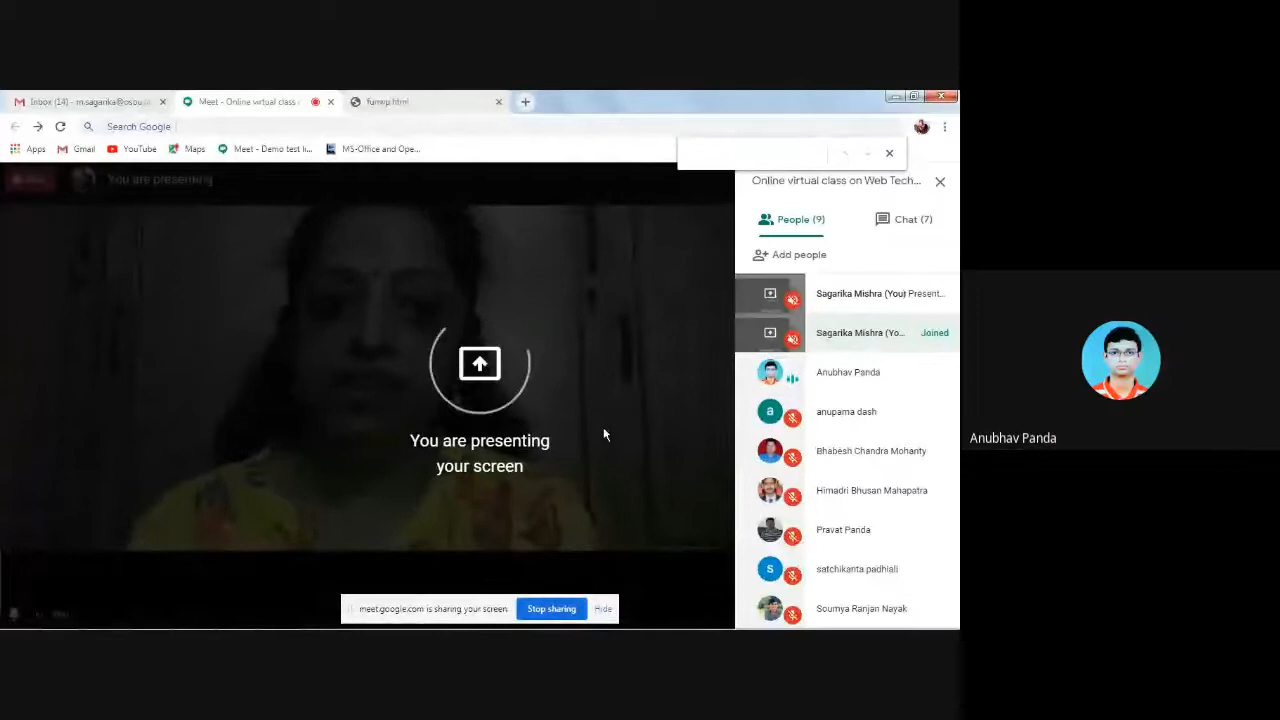 Inbox (14) - m.sagarika@osou.a
Meet - Online virtual class
funwp.html
Search Google
Apps
Gmail
YouTube
Maps
Meet - Demo test li...
MS-Office and Ope...
You are presenting
Online virtual class on Web Tech...
People (9)
Chat (7)
Add people
Sagarika Mishra (You) Present...
Sagarika Mishra (Yo... Joined
Anubhav Panda
a
anupama dash
Bhabesh Chandra Mohanty
Himadri Bhusan Mahapatra
Pravat Panda
s
satchikanta padhiali
Soumya Ranjan Nayak
You are presenting
your screen
meet.google.com is sharing your screen.
Stop sharing
Hide
Anubhav Panda